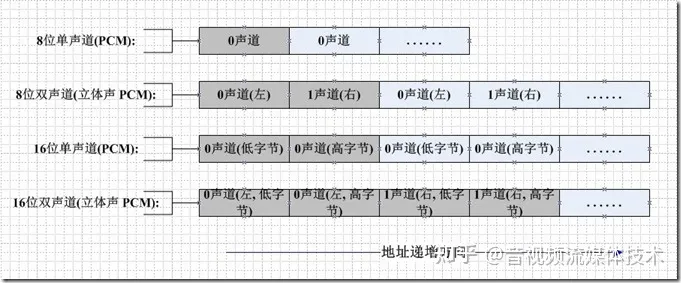 8位单声道(PCM): 0声道 0声道 ......
8位双声道(立体声 PCM): 0声道(左) 1声道(右) 0声道(左) 1声道(右) ......
16位单声道(PCM): 0声道(低字节) 0声道(高字节) 0声道(低字节) 0声道(高字节) ......
16位双声道(立体声 PCM): 0声道(左, 低字节) 0声道(左, 高字节) 1声道(右, 低字节) 1声道(右, 高字节) ......
地址递增方向
知乎 @音视频流媒体技术